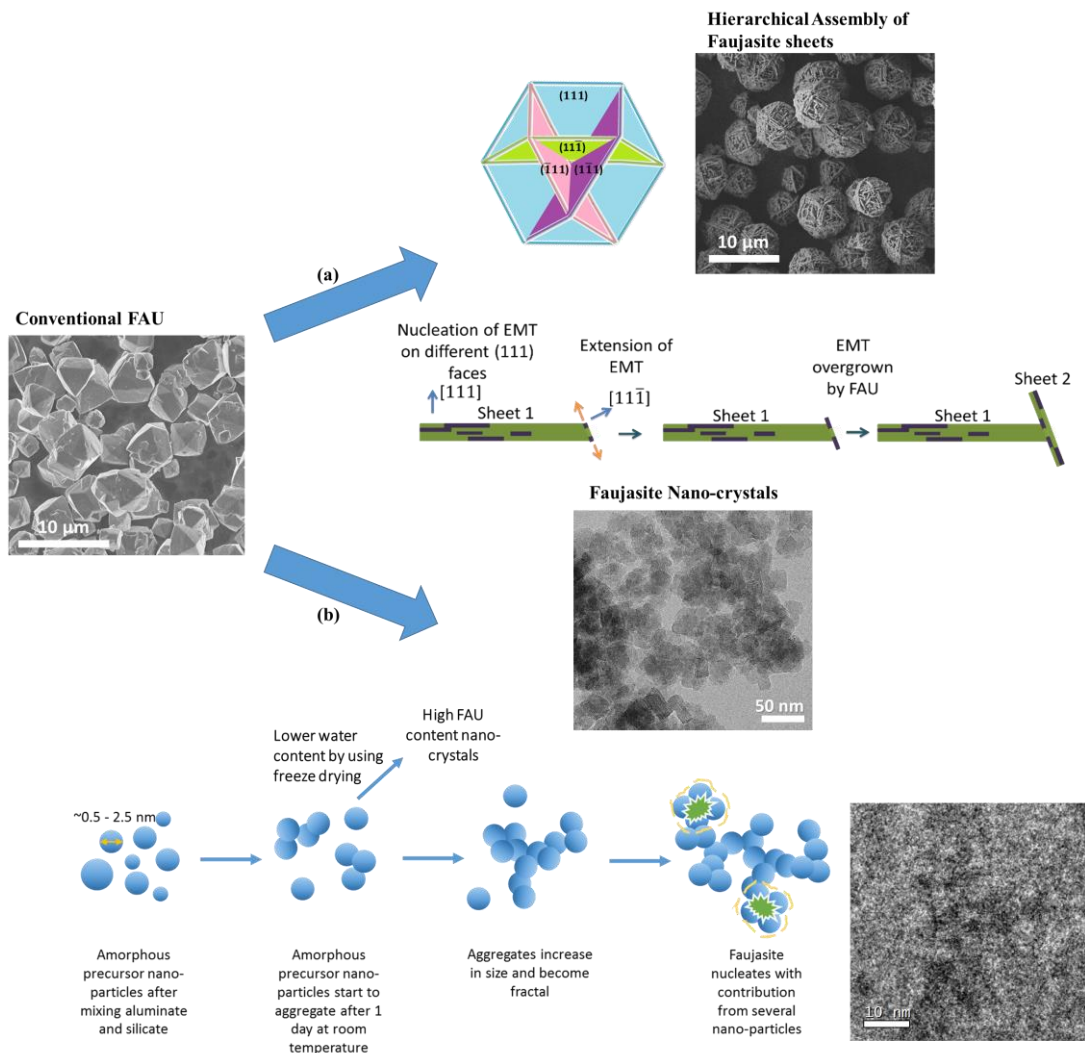 Hierarchical Assembly of
Faujasite sheets
(111)
(111̅)
(1̅11)
(11̅1)
10 µm
(a)
Conventional FAU
10 µm
Nucleation of EMT
on different (111)
faces
[111]
Sheet 1
Extension of
EMT
[111̅]
Sheet 1
EMT
overgrown
by FAU
Sheet 1
Sheet 2
(b)
Faujasite Nano-crystals
50 nm
Lower water
content by using
freeze drying
High FAU
content nano-
crystals
~0.5 - 2.5 nm
10 nm
Amorphous
precursor nano-
particles after
mixing aluminate
and silicate
Amorphous
precursor nano-
particles start to
aggregate after 1
day at room
temperature
Aggregates increase
in size and become
fractal
Faujasite
nucleates with
contribution
from several
nano-particles